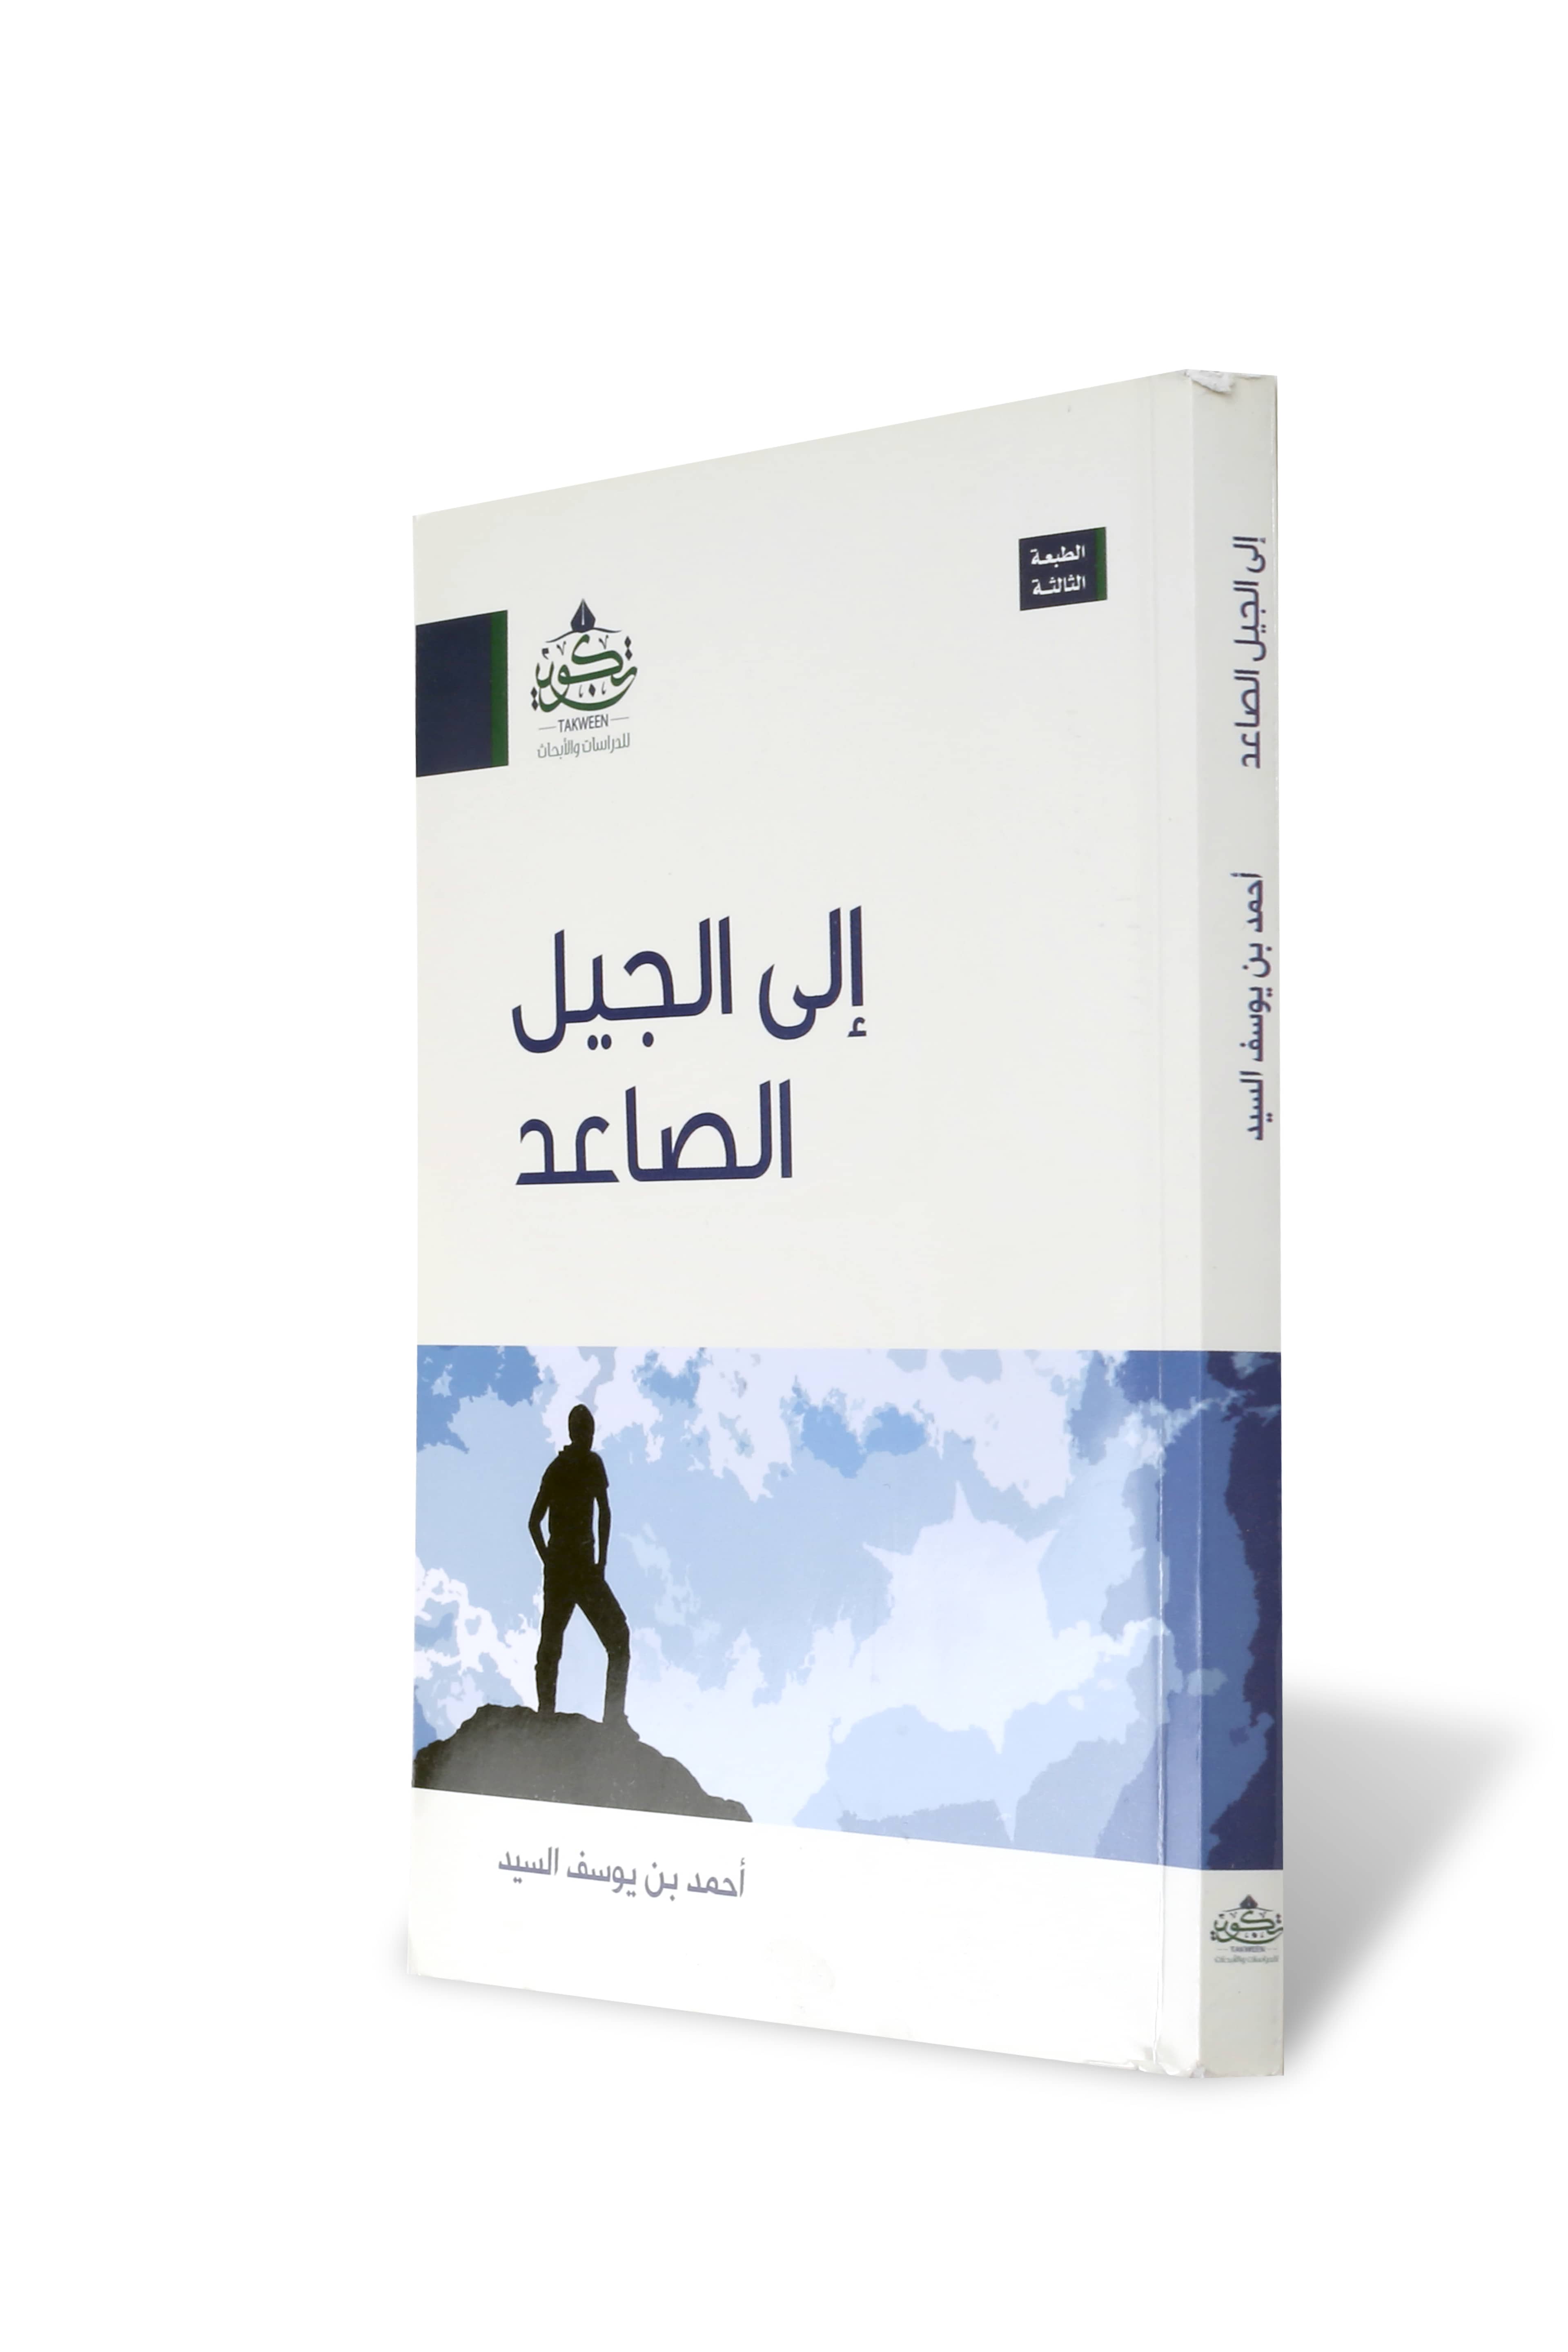 الطبعة
الثالثة
تكوين
TAKWEEN
للدراسات والأبحاث
إلى الجيل
الصاعد
أحمد بن يوسف السيد
إلى الجيل الصاعد
أحمد بن يوسف السيد
تكوين
TAKWEEN
للدراسات والأبحاث